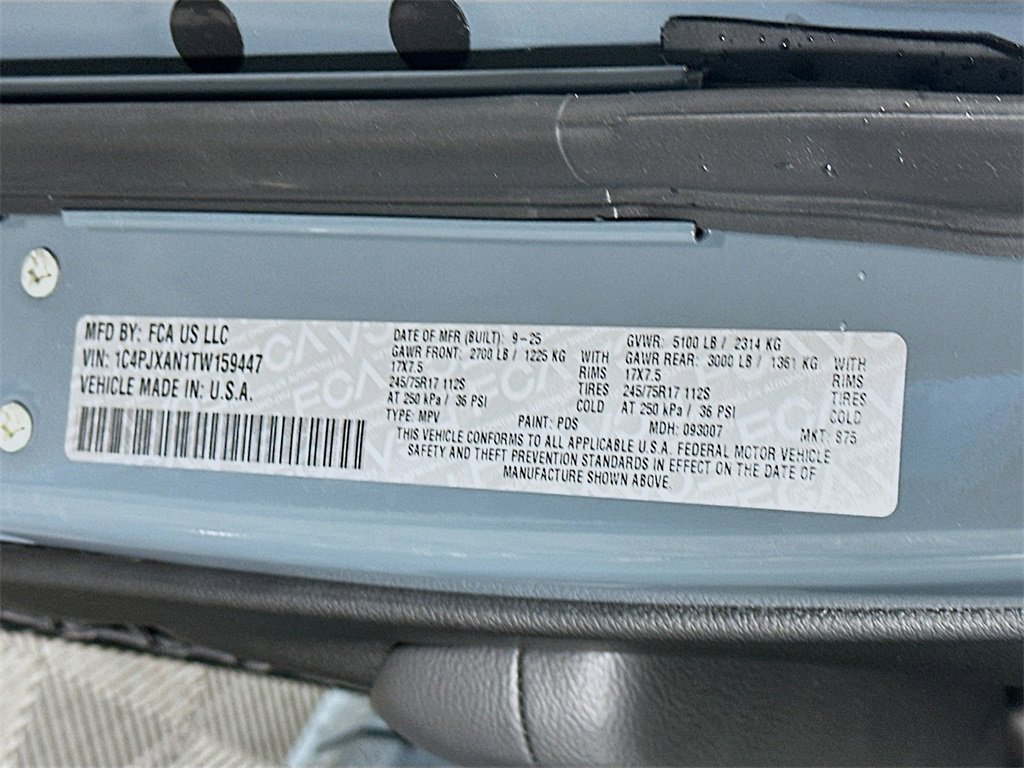 MFD BY: FCA US LLC
VIN: 1C4PJXAN1TW159447
VEHICLE MADE IN: U.S.A.
DATE OF MFR (BUILT): 9-25
GAWR FRONT: 2700 LB / 1225 KG WITH
17X7.5 RIMS
245/75R17 112S TIRES
AT 250 kPa / 36 PSI COLD
TYPE: MPV PAINT: PDS
GVWR: 5100 LB / 2314 KG
GAWR REAR: 3000 LB / 1361 KG WITH
17X7.5 RIMS
245/75R17 112S TIRES
AT 250 kPa / 36 PSI COLD
MDH: 093007 MKT: 875
THIS VEHICLE CONFORMS TO ALL APPLICABLE U.S.A. FEDERAL MOTOR VEHICLE
SAFETY AND THEFT PREVENTION STANDARDS IN EFFECT ON THE DATE OF
MANUFACTURE SHOWN ABOVE.